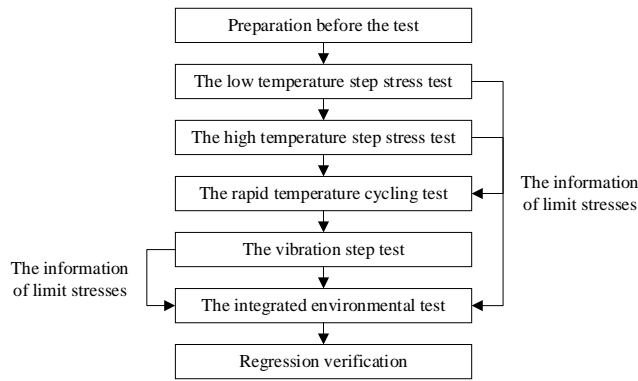 Preparation before the test
The low temperature step stress test
The high temperature step stress test
The rapid temperature cycling test
The information
of limit stresses
The vibration step test
The information
of limit stresses
The integrated environmental test
Regression verification